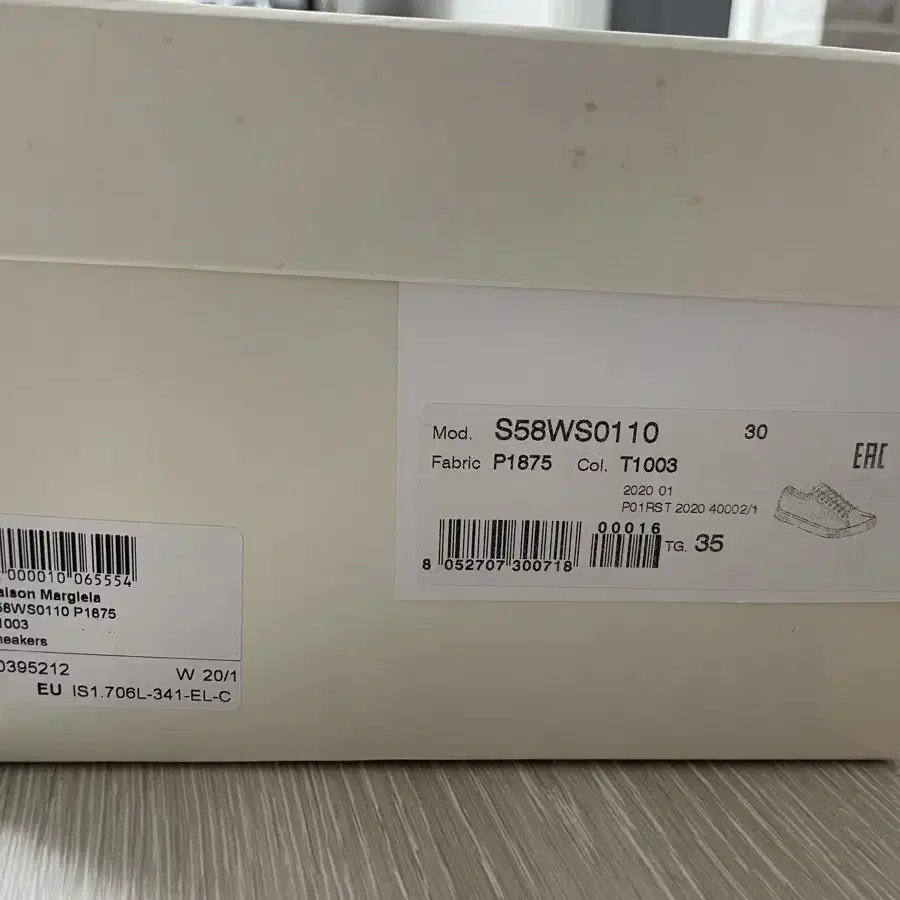 Mod. S58WS0110 30
Fabric P1875 Col. T1003
EAC
2020 01
P01RST 2020 40002/1
00016
8 052707 300718
TG. 35
000010 065554
aison Margiela
58WS0110 P1875
1003
neakers
0395212
W 20/1
EU IS1.706L-341-EL-C